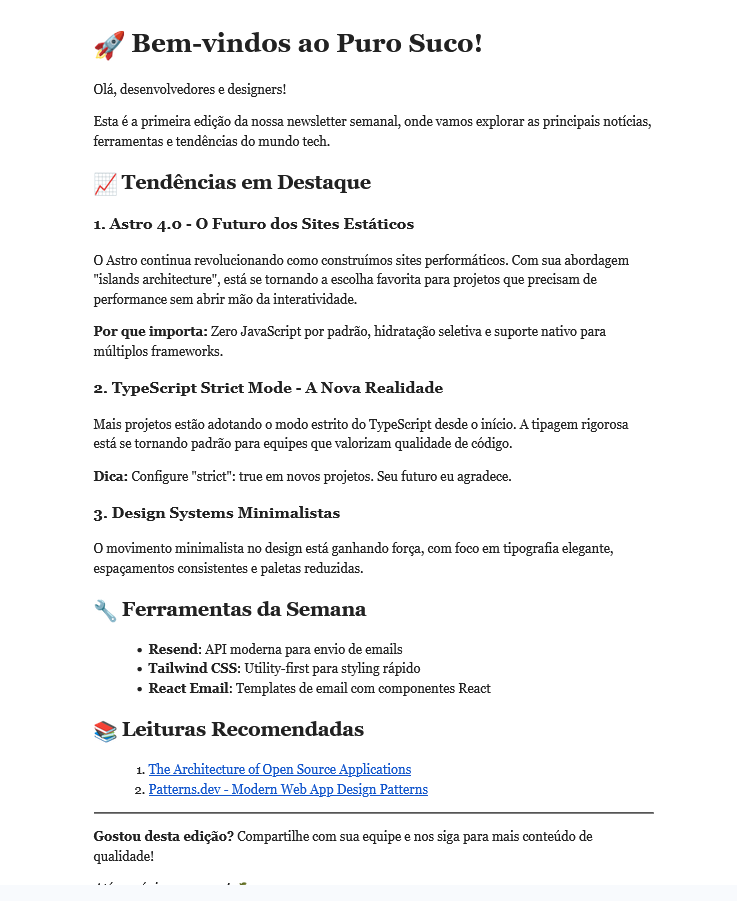 🚀 Bem-vindos ao Puro Suco!
Olá, desenvolvedores e designers!
Esta é a primeira edição da nossa newsletter semanal, onde vamos explorar as principais notícias,
ferramentas e tendências do mundo tech.
📈 Tendências em Destaque
1. Astro 4.0 - O Futuro dos Sites Estáticos
O Astro continua revolucionando como construímos sites performáticos. Com sua abordagem
"islands architecture", está se tornando a escolha favorita para projetos que precisam de
performance sem abrir mão da interatividade.
Por que importa: Zero JavaScript por padrão, hidratação seletiva e suporte nativo para
múltiplos frameworks.
2. TypeScript Strict Mode - A Nova Realidade
Mais projetos estão adotando o modo estrito do TypeScript desde o início. A tipagem rigorosa
está se tornando padrão para equipes que valorizam qualidade de código.
Dica: Configure "strict": true em novos projetos. Seu futuro eu agradece.
3. Design Systems Minimalistas
O movimento minimalista no design está ganhando força, com foco em tipografia elegante,
espaçamentos consistentes e paletas reduzidas.
🔧 Ferramentas da Semana
• Resend: API moderna para envio de emails
• Tailwind CSS: Utility-first para styling rápido
• React Email: Templates de email com componentes React
📚 Leituras Recomendadas
1. The Architecture of Open Source Applications
2. Patterns.dev - Modern Web App Design Patterns
Gostou desta edição? Compartilhe com sua equipe e nos siga para mais conteúdo de
qualidade!